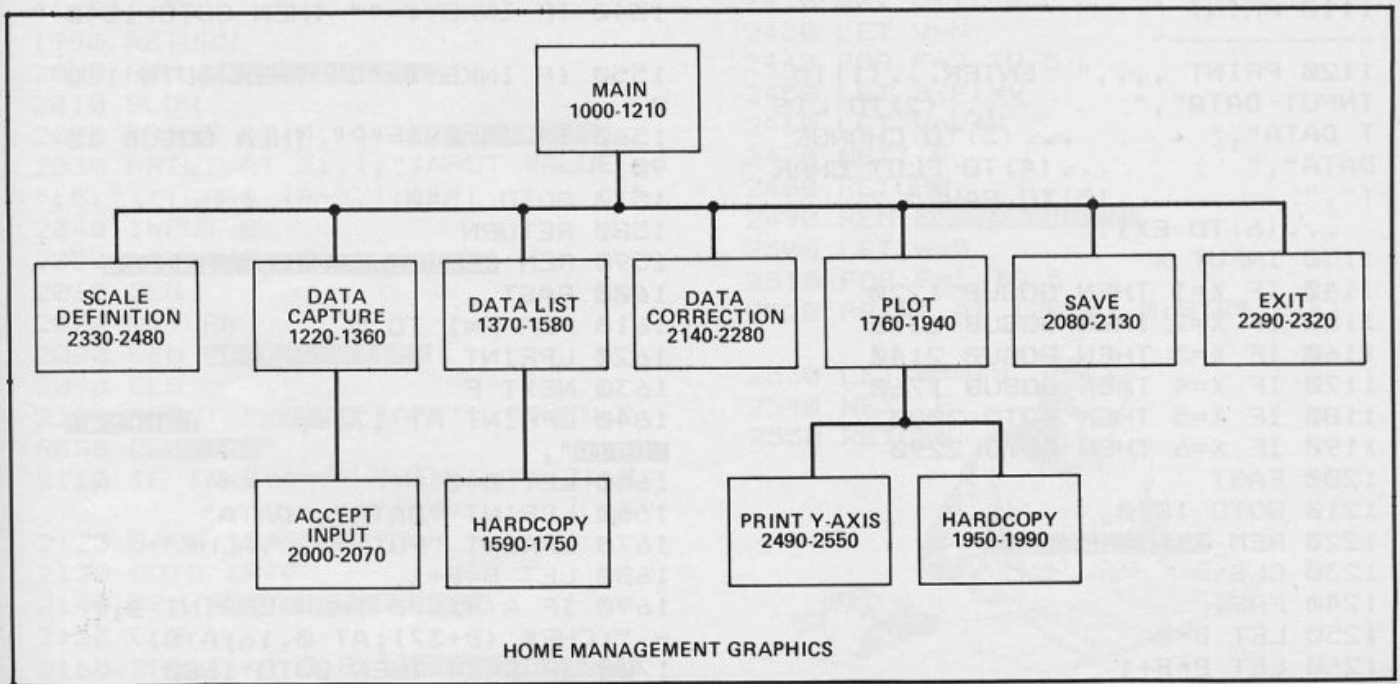 MAIN
1000-1210
SCALE
DEFINITION
2330-2480
DATA
CAPTURE
1220-1360
DATA LIST
1370-1580
DATA
CORRECTION
2140-2280
PLOT
1760-1940
SAVE
2080-2130
EXIT
2290-2320
ACCEPT
INPUT
2000-2070
HARDCOPY
1590-1750
PRINT Y-AXIS
2490-2550
HARDCOPY
1950-1990
HOME MANAGEMENT GRAPHICS